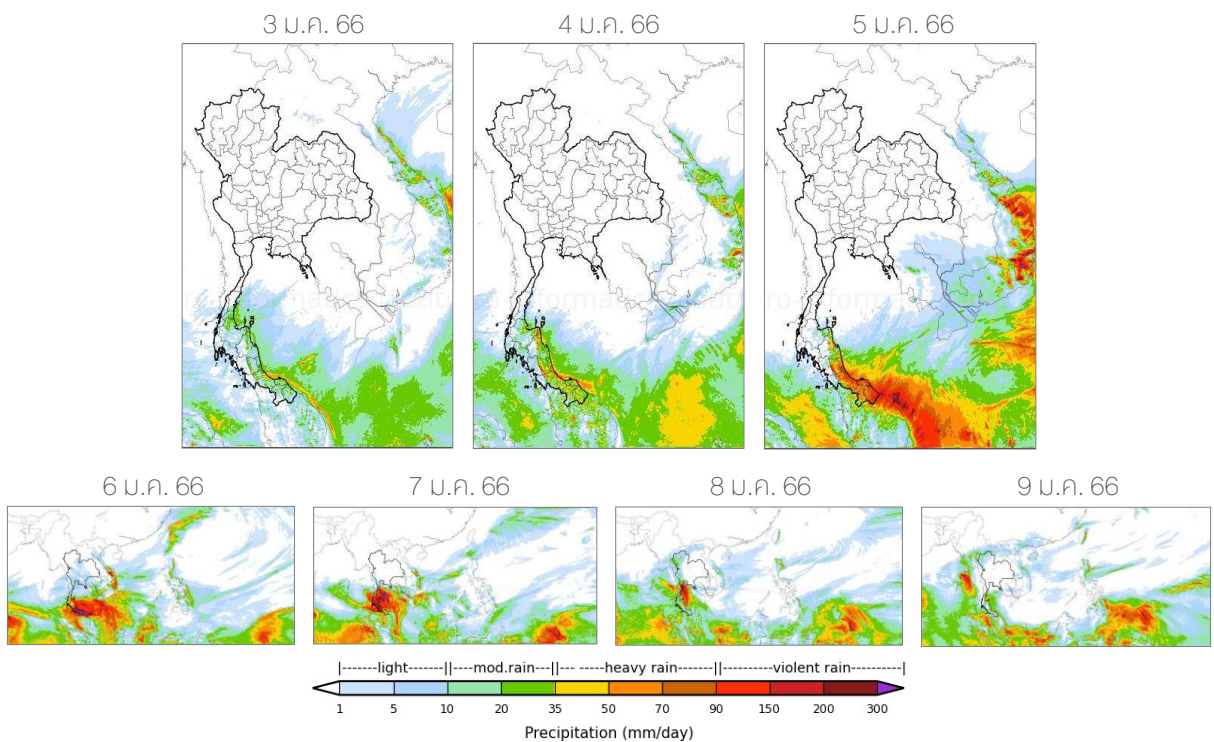 3 ม.ค. 66
4 ม.ค. 66
5 ม.ค. 66
6 ม.ค. 66
7 ม.ค. 66
8 ม.ค. 66
9 ม.ค. 66
|------light------||----mod.rain---||--- -----heavy rain------||---------violent rain----------|
1 5 10 20 35 50 70 90 150 200 300
Precipitation (mm/day)